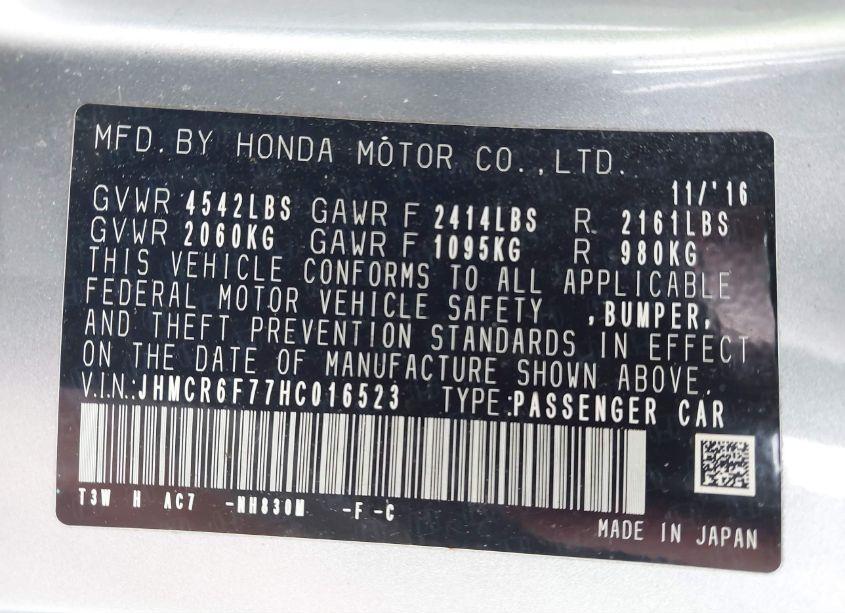 MFD. BY HONDA MOTOR CO., LTD.
11/'16
GVWR 4542LBS GAWR F 2414LBS R 2161LBS
GVWR 2060KG GAWR F 1095KG R 980KG
THIS VEHICLE CONFORMS TO ALL APPLICABLE
FEDERAL MOTOR VEHICLE SAFETY ,BUMPER,
AND THEFT PREVENTION STANDARDS IN EFFECT
ON THE DATE OF MANUFACTURE SHOWN ABOVE.
V.I.N.:JHMCR6F77HC016523 TYPE:PASSENGER CAR
T3W H AC7 -NH830M -F -C
MADE IN JAPAN